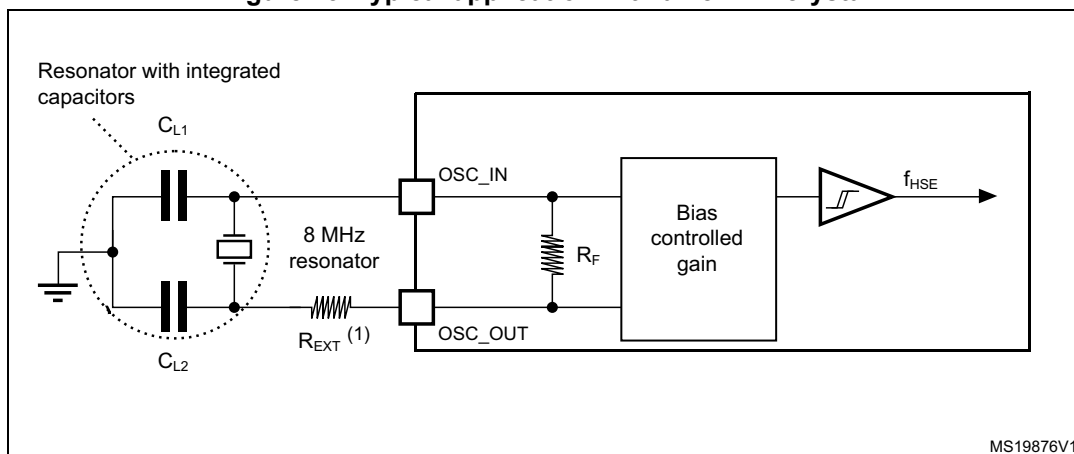 Resonator with integrated
capacitors
CL1
OSC_IN
fHSE
8 MHz
resonator
RF
Bias
controlled
gain
REXT (1)
OSC_OUT
CL2
MS19876V1